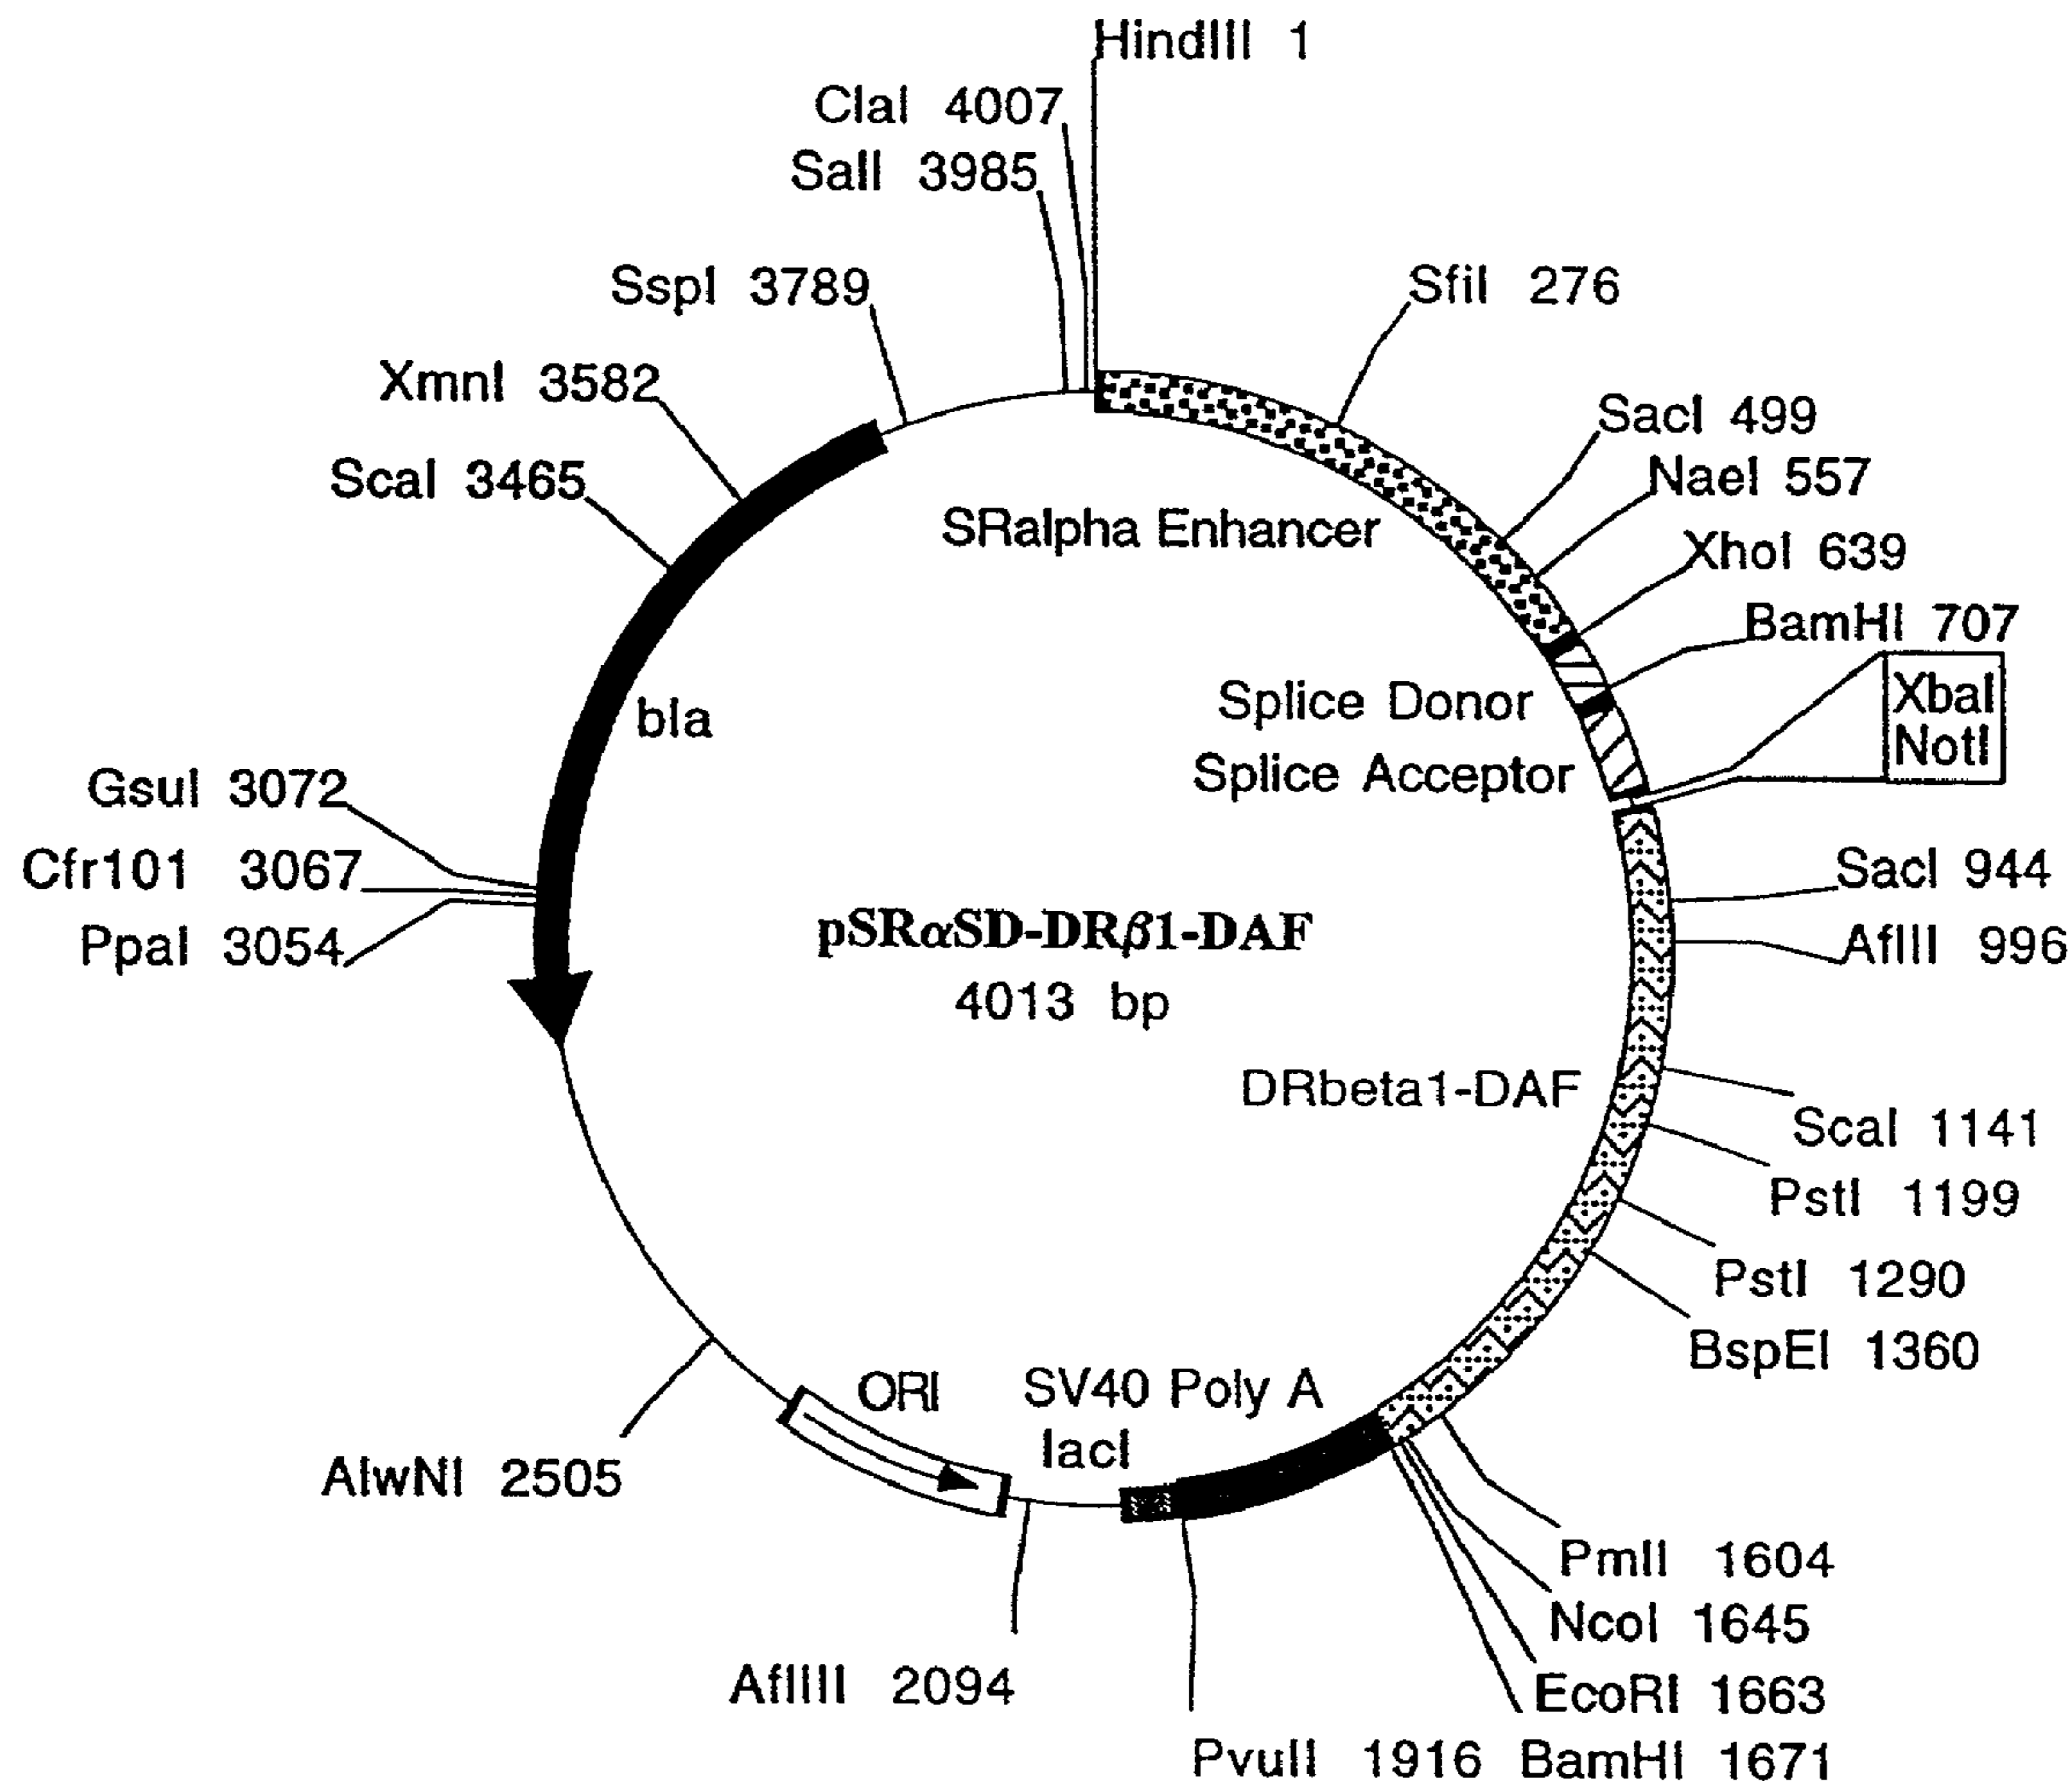 HindIII 1
ClaI 4007
SalI 3985
SspI 3789
SfiI 276
XmnI 3582
SacI 499
ScaI 3465
NaeI 557
SRalpha Enhancer
XhoI 639
BamHI 707
Splice Donor
XbaI
NotI
bla
Splice Acceptor
GsuI 3072
Cfr101 3067
SacI 944
pSRαSD-DRβ1-DAF
PpaI 3054
AflII 996
4013 bp
DRbeta1-DAF
ScaI 1141
PstI 1199
PstI 1290
BspEI 1360
ORI
SV40 Poly A
lacI
AlwNI 2505
PmlI 1604
NcoI 1645
AflIII 2094
EcoRI 1663
PvuII 1916
BamHI 1671